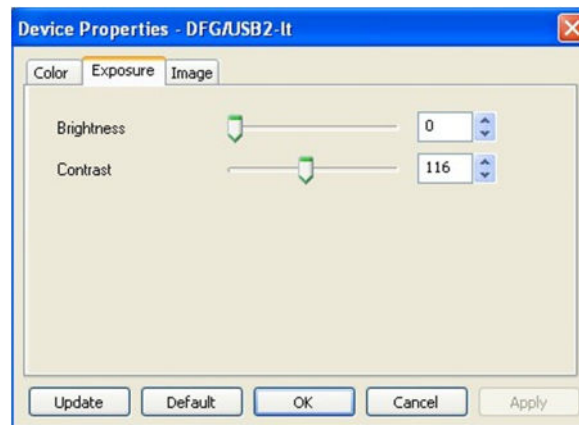 Device Properties - DFG/USB2-lt
Color Exposure Image
Brightness 0
Contrast 116
Update Default OK Cancel Apply